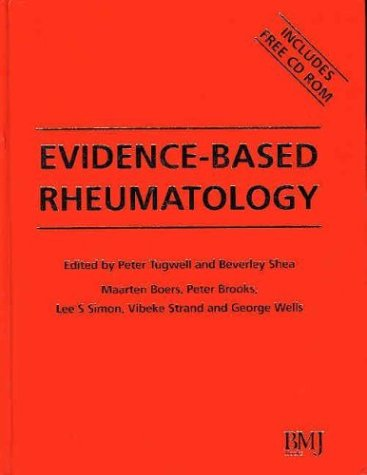 INCLUDES
FREE CD ROM
EVIDENCE-BASED
RHEUMATOLOGY
Edited by Peter Tugwell and Beverley Shea
Maarten Boers, Peter Brooks,
Lee S Simon, Vibeke Strand and George Wells
BMJ
Books